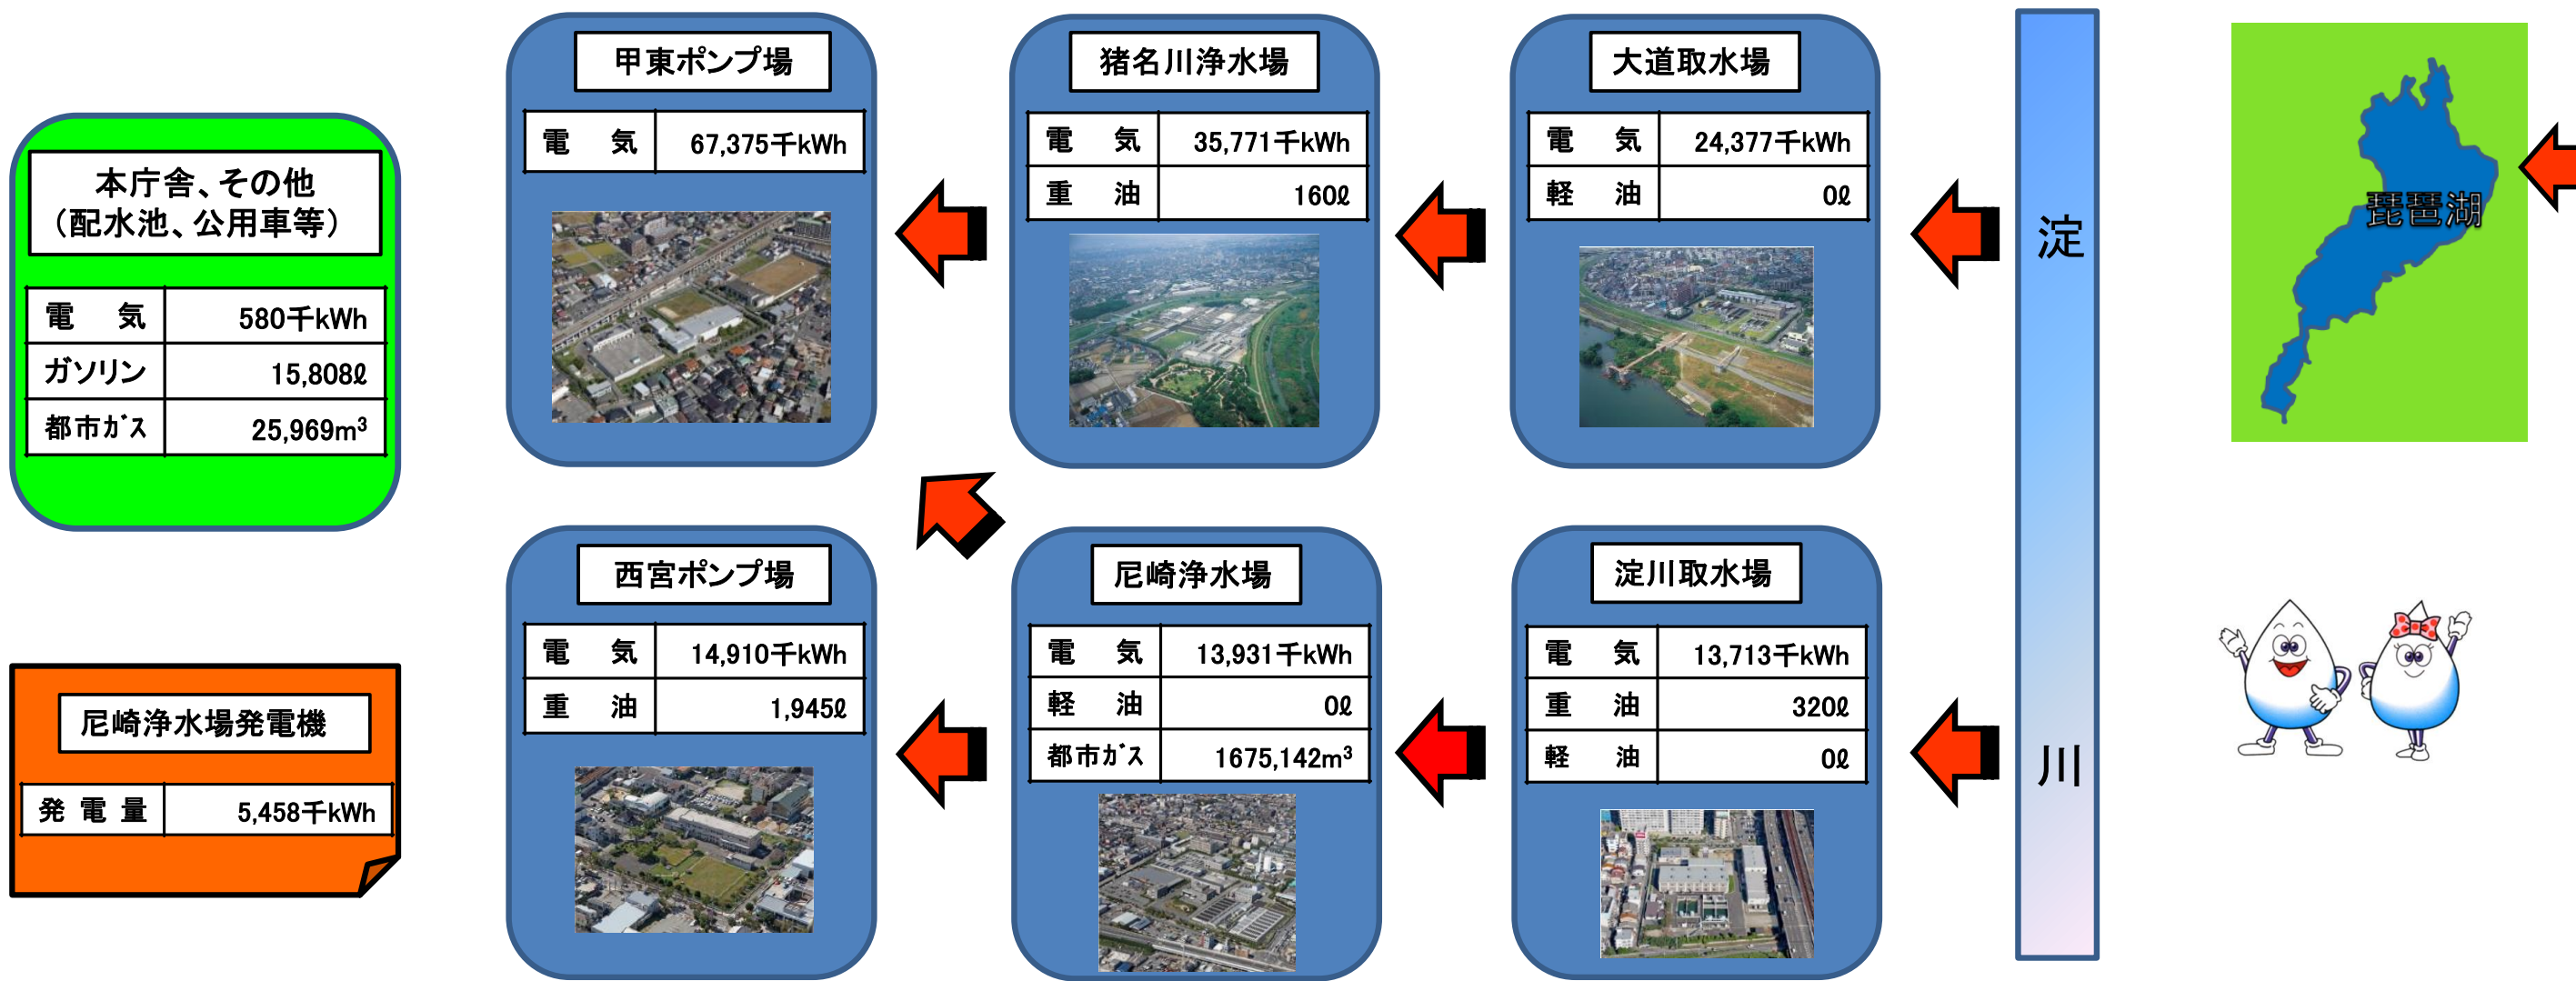 甲東ポンプ場
電　気 67,375千kWh
猪名川浄水場
電　気 35,771千kWh
重　油 160ℓ
大道取水場
電　気 24,377千kWh
軽　油 0ℓ
淀川
琵琶湖
本庁舎、その他
（配水池、公用車等）
電　気 580千kWh
ガソリン 15,808ℓ
都市ｶﾞｽ 25,969m³
西宮ポンプ場
電　気 14,910千kWh
重　油 1,945ℓ
尼崎浄水場
電　気 13,931千kWh
軽　油 0ℓ
都市ｶﾞｽ 1675,142m³
淀川取水場
電　気 13,713千kWh
重　油 320ℓ
軽　油 0ℓ
尼崎浄水場発電機
発 電 量 5,458千kWh